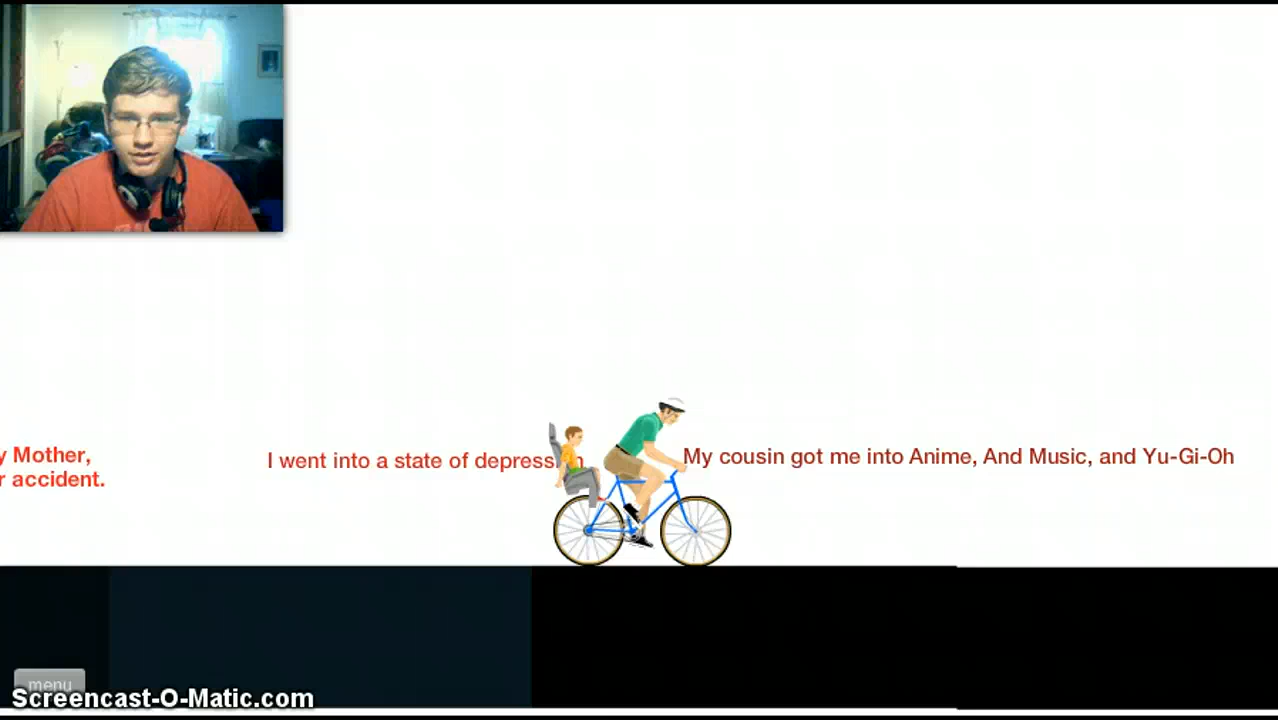 y Mother,
r accident.
I went into a state of depress n
My cousin got me into Anime, And Music, and Yu-Gi-Oh
menu
Screencast-O-Matic.com